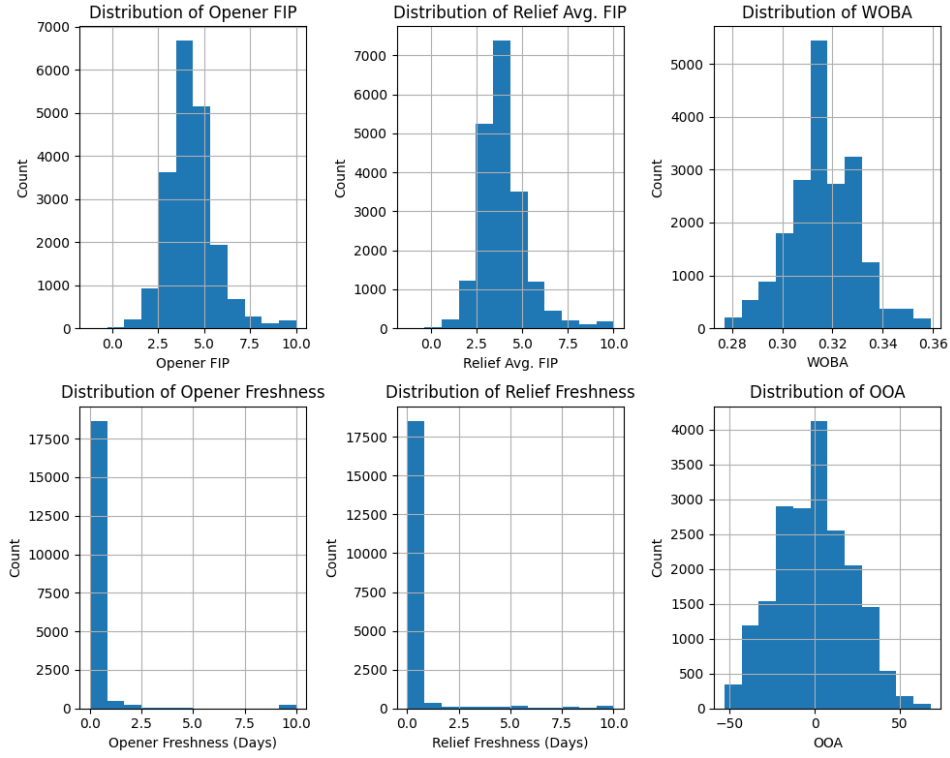 Distribution of Opener FIP
7000
6000
5000
4000
3000
2000
1000
0
Count
0.0 2.5 5.0 7.5 10.0
Opener FIP
Distribution of Relief Avg. FIP
7000
6000
5000
4000
3000
2000
1000
0
Count
0.0 2.5 5.0 7.5 10.0
Relief Avg. FIP
Distribution of WOBA
5000
4000
3000
2000
1000
0
Count
0.28 0.30 0.32 0.34 0.36
WOBA
Distribution of Opener Freshness
17500
15000
12500
10000
7500
5000
2500
0
Count
0.0 2.5 5.0 7.5 10.0
Opener Freshness (Days)
Distribution of Relief Freshness
17500
15000
12500
10000
7500
5000
2500
0
Count
0.0 2.5 5.0 7.5 10.0
Relief Freshness (Days)
Distribution of OOA
4000
3500
3000
2500
2000
1500
1000
500
0
Count
−50 0 50
OOA